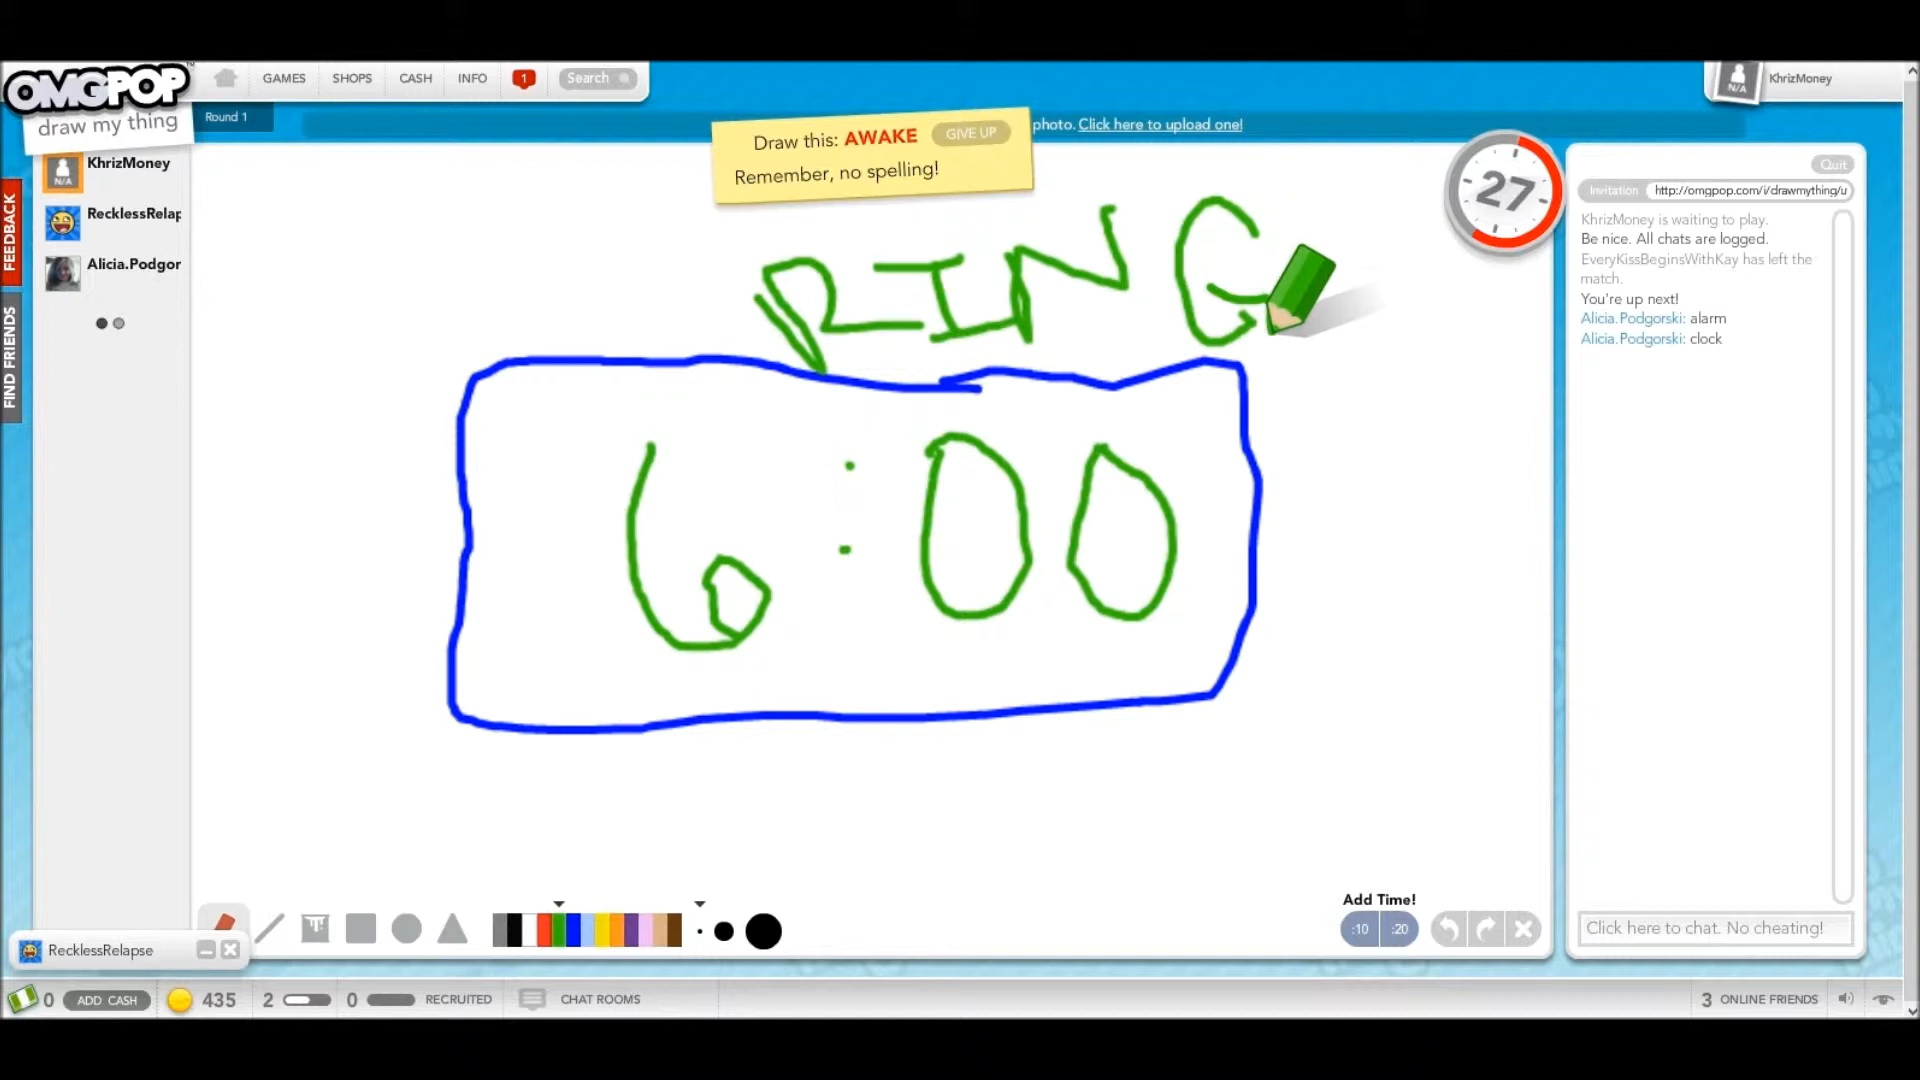 OMGPOP
draw my thing
GAMES
SHOPS
CASH
INFO
1
Search
N/A
KhrizMoney
Round 1
photo. Click here to upload one!
Draw this: AWAKE
GIVE UP
Remember, no spelling!
27
FEEDBACK
FIND FRIENDS
N/A
KhrizMoney
RecklessRelap
Alicia.Podgor
RING
6:00
Quit
Invitation
http://omgpop.com/i/drawmything/u
KhrizMoney is waiting to play.
Be nice. All chats are logged.
EveryKissBeginsWithKay has left the
match.
You're up next!
Alicia.Podgorski: alarm
Alicia.Podgorski: clock
Add Time!
:10
:20
Click here to chat. No cheating!
RecklessRelapse
0
ADD CASH
435
2
0
RECRUITED
CHAT ROOMS
3 ONLINE FRIENDS